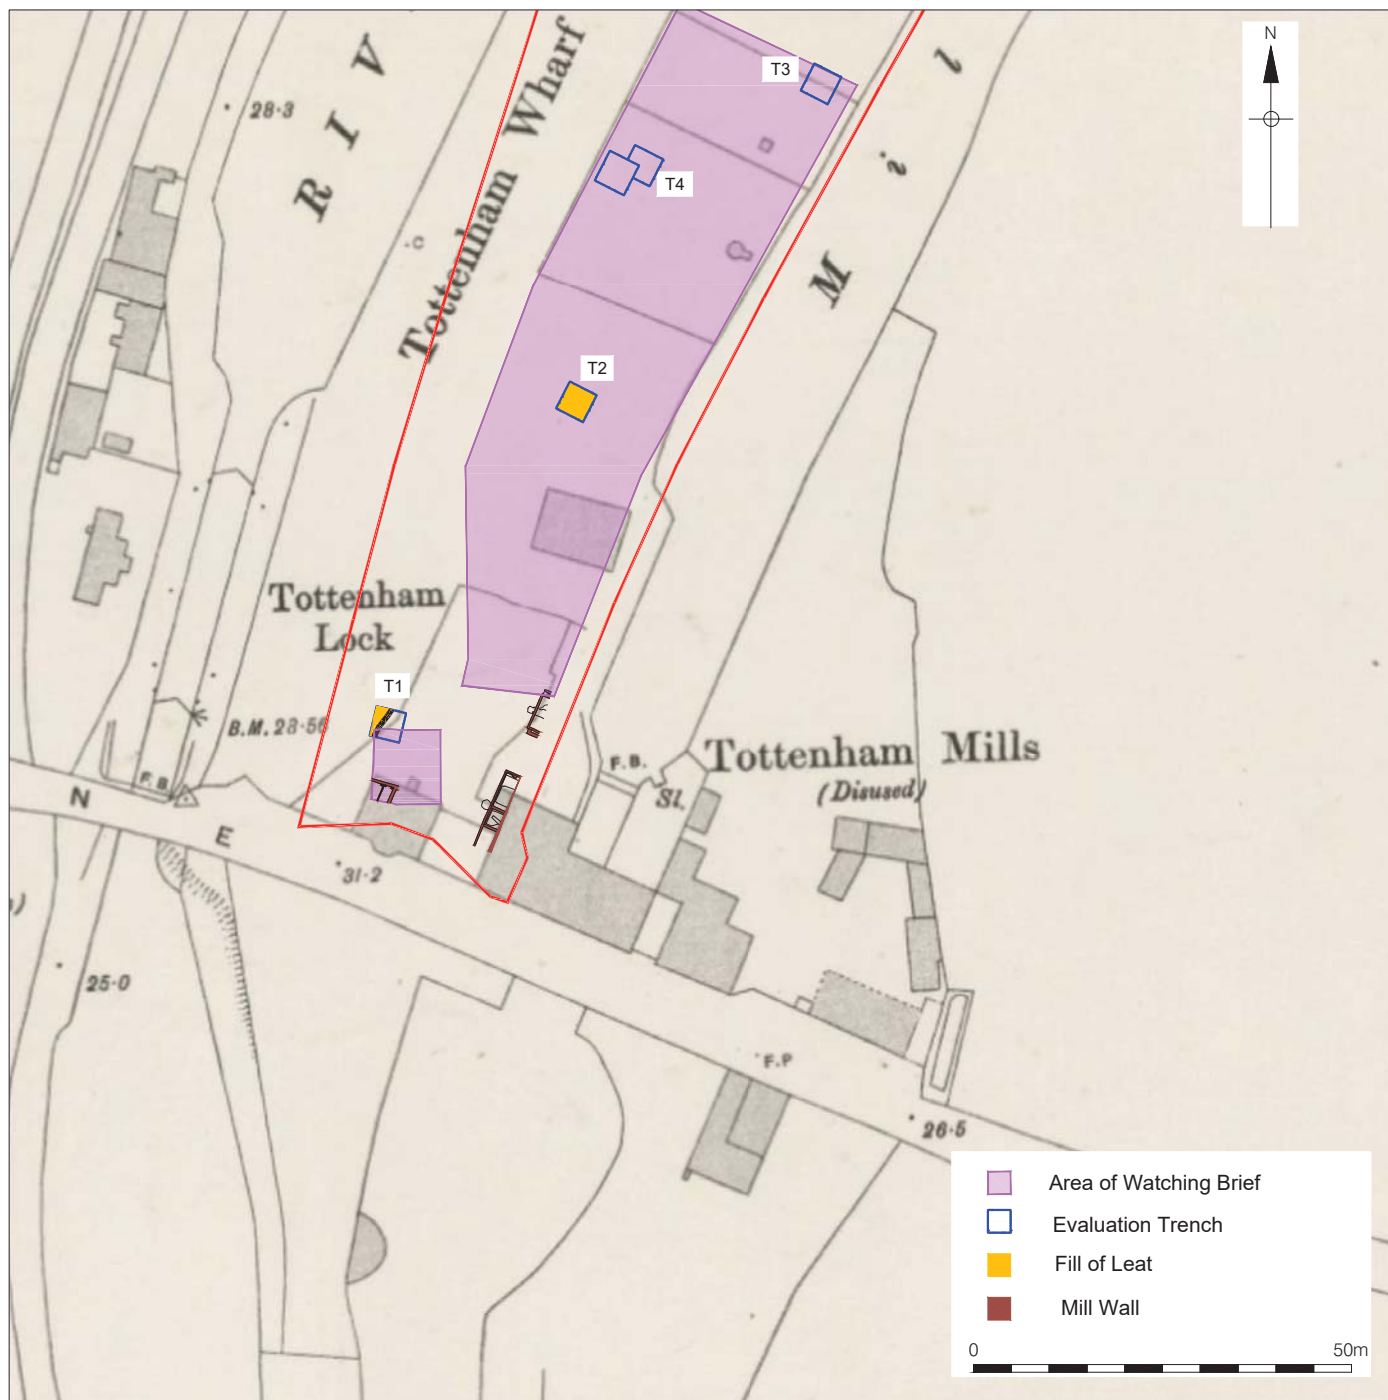 N
T3
28·3
R I V
Tottenham Wharf
M i l
T4
C
T2
Tottenham
Lock
T1
B.M. 28·56
F.B.
N E
31·2
F.B.
Sl.
Tottenham Mills
(Disused)
25·0
F.P
26·5
Area of Watching Brief
Evaluation Trench
Fill of Leat
Mill Wall
0 50m